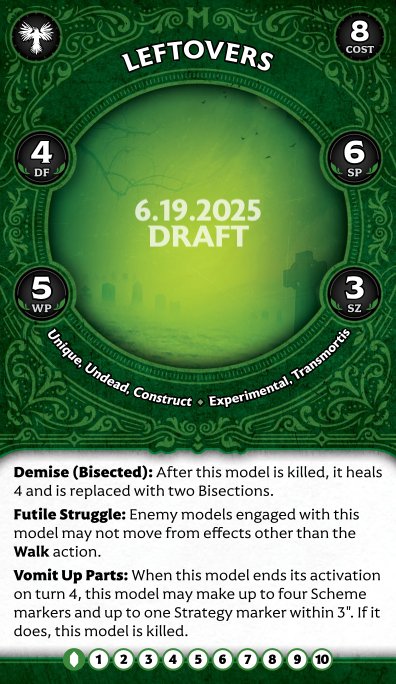 LEFTOVERS
8
COST
4
DF
6
SP
6.19.2025
DRAFT
5
WP
3
SZ
Unique, Undead, Construct • Experimental, Transmortis
Demise (Bisected): After this model is killed, it heals
4 and is replaced with two Bisections.
Futile Struggle: Enemy models engaged with this
model may not move from effects other than the
Walk action.
Vomit Up Parts: When this model ends its activation
on turn 4, this model may make up to four Scheme
markers and up to one Strategy marker within 3". If it
does, this model is killed.
1 2 3 4 5 6 7 8 9 10